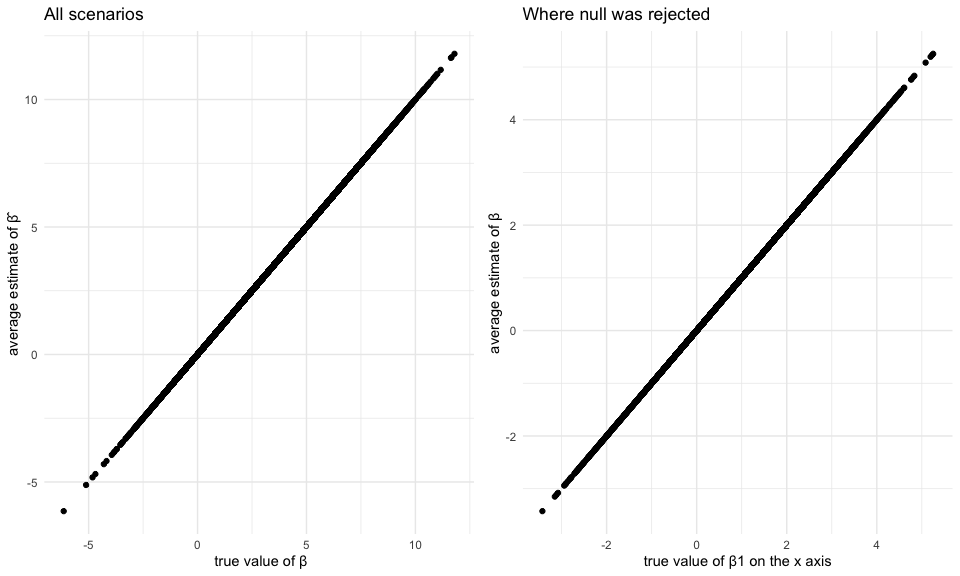 All scenarios
average estimate of β̂
10
5
0
-5
-5
0
5
10
true value of β
Where null was rejected
average estimate of β
4
2
0
-2
-2
0
2
4
true value of β1 on the x axis